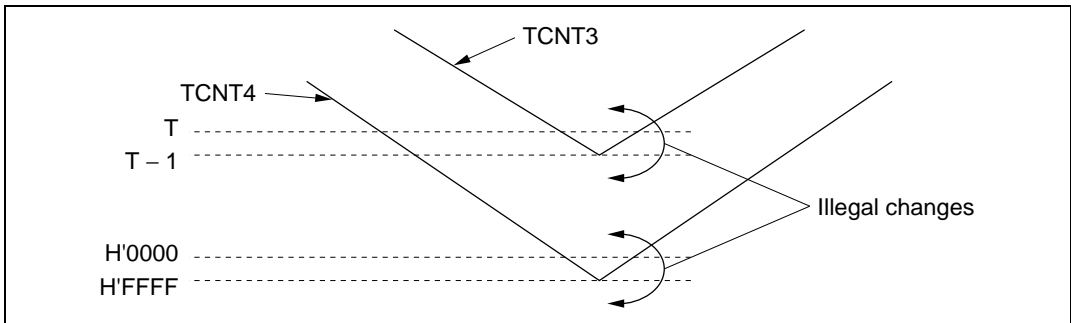 TCNT3
TCNT4
T
T – 1
Illegal changes
H'0000
H'FFFF